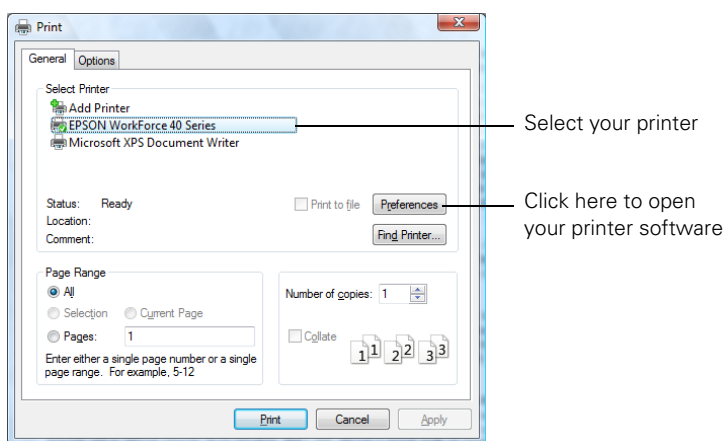 Print
General Options
Select Printer
Add Printer
EPSON WorkForce 40 Series
Microsoft XPS Document Writer
Select your printer
Status: Ready
Print to file
Preferences
Click here to open
your printer software
Location:
Comment:
Find Printer...
Page Range
All
Selection Current Page
Pages: 1
Enter either a single page number or a single
page range. For example, 5-12
Number of copies: 1
Collate
1 1 2 2 3 3
Print Cancel Apply